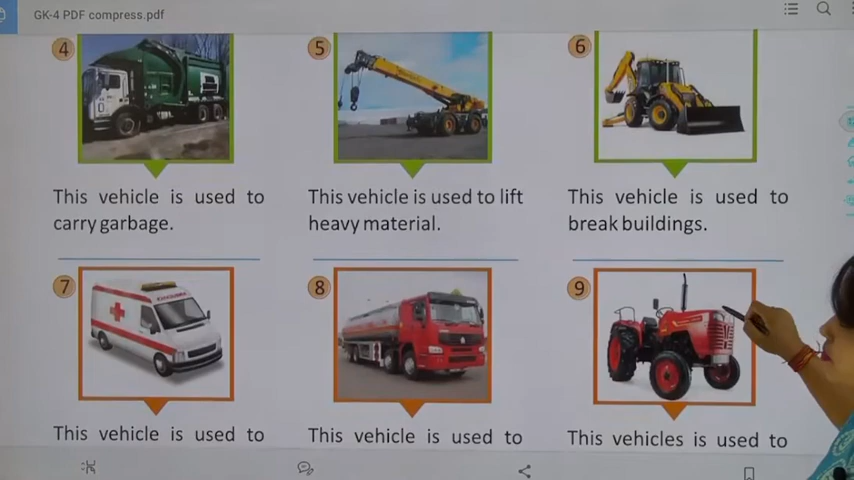 GK-4 PDF compress.pdf
4
5
6
This vehicle is used to
carry garbage.
This vehicle is used to lift
heavy material.
This vehicle is used to
break buildings.
7
8
9
This vehicle is used to
This vehicle is used to
This vehicles is used to